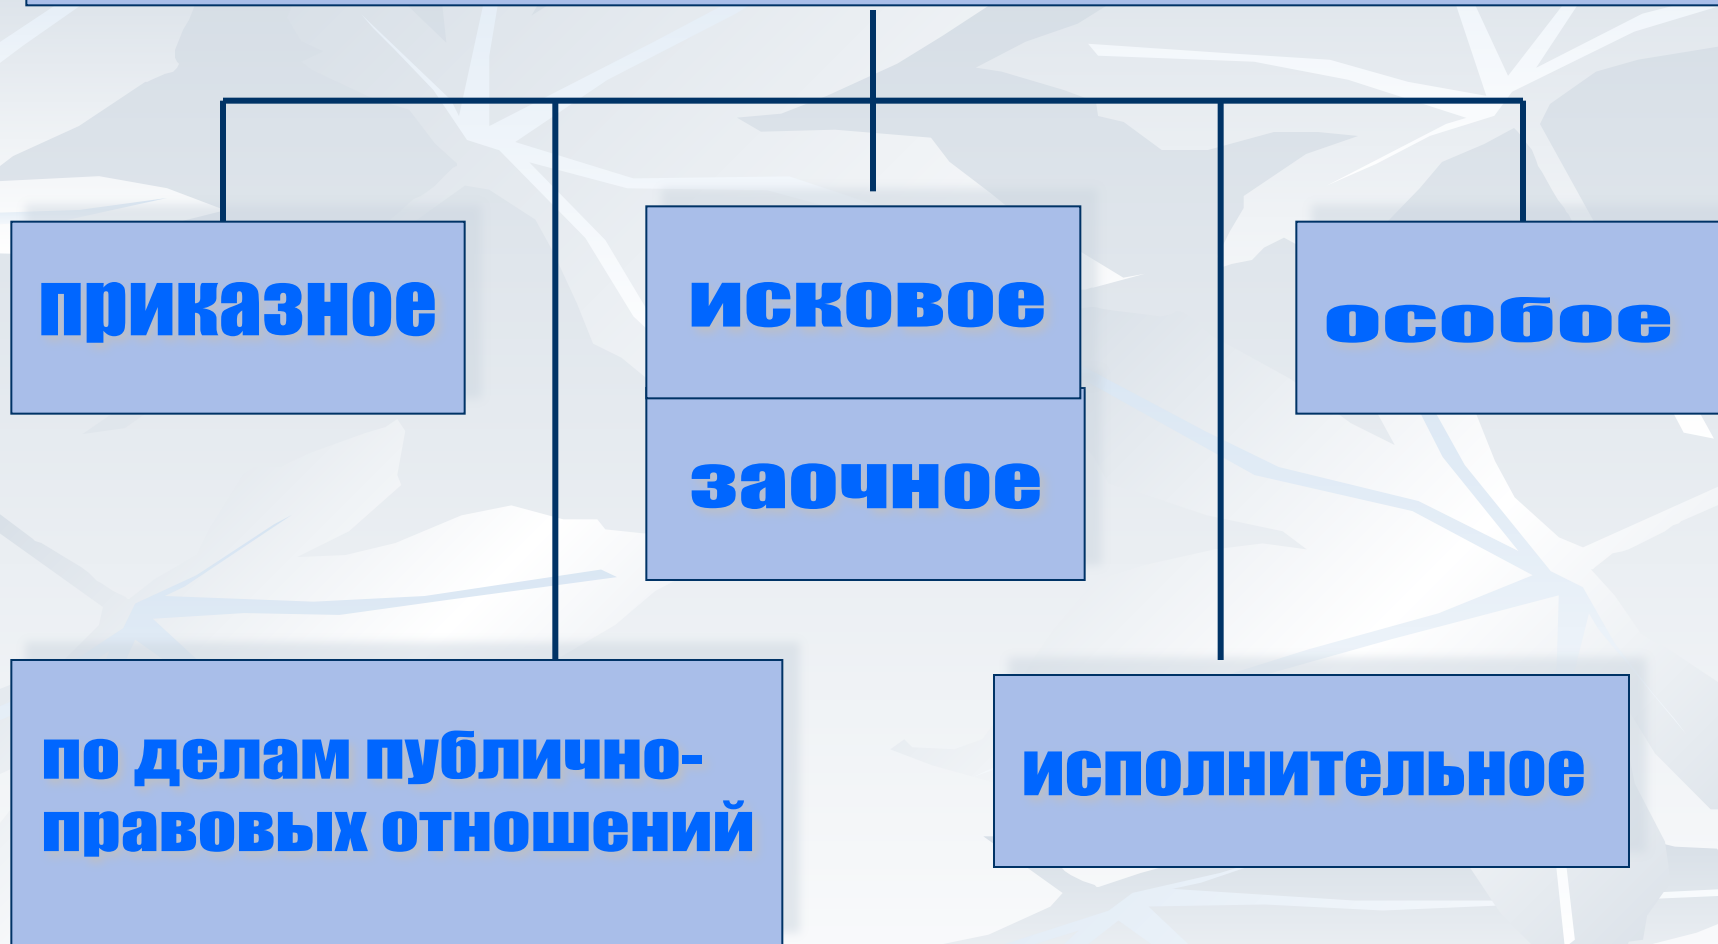 приказное
исковое
особое
заочное
по делам публично-
правовых отношений
исполнительное